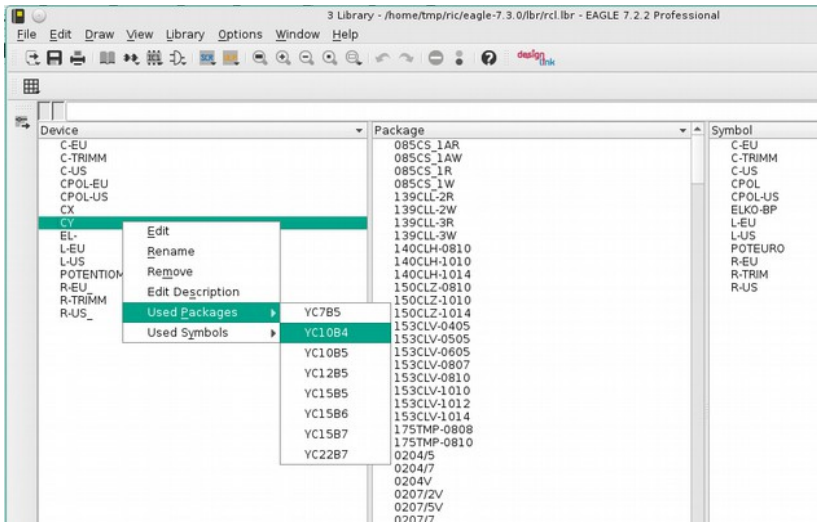 3 Library - /home/tmp/ric/eagle-7.3.0/lbr/rcl.lbr - EAGLE 7.2.2 Professional
File Edit Draw View Library Options Window Help
design link
Device
C-EU
C-TRIMM
C-US
CPOL-EU
CPOL-US
CX
CY
EL-
L-EU
L-US
POTENTIOM
R-EU_
R-TRIMM
R-US_
Edit
Rename
Remove
Edit Description
Used Packages
Used Symbols
YC7B5
YC10B4
YC10B5
YC12B5
YC15B5
YC15B6
YC15B7
YC22B7
Package
085CS_1AR
085CS_1AW
085CS_1R
085CS_1W
139CLL-2R
139CLL-2W
139CLL-3R
139CLL-3W
140CLH-0810
140CLH-1010
140CLH-1014
150CLZ-0810
150CLZ-1010
150CLZ-1014
153CLV-0405
153CLV-0505
153CLV-0605
153CLV-0807
153CLV-0810
153CLV-1010
153CLV-1012
153CLV-1014
175TMP-0808
175TMP-0810
0204/5
0204/7
0204V
0207/2V
0207/5V
0207/7
Symbol
C-EU
C-TRIMM
C-US
CPOL
CPOL-US
ELKO-BP
L-EU
L-US
POTEURO
R-EU
R-TRIM
R-US